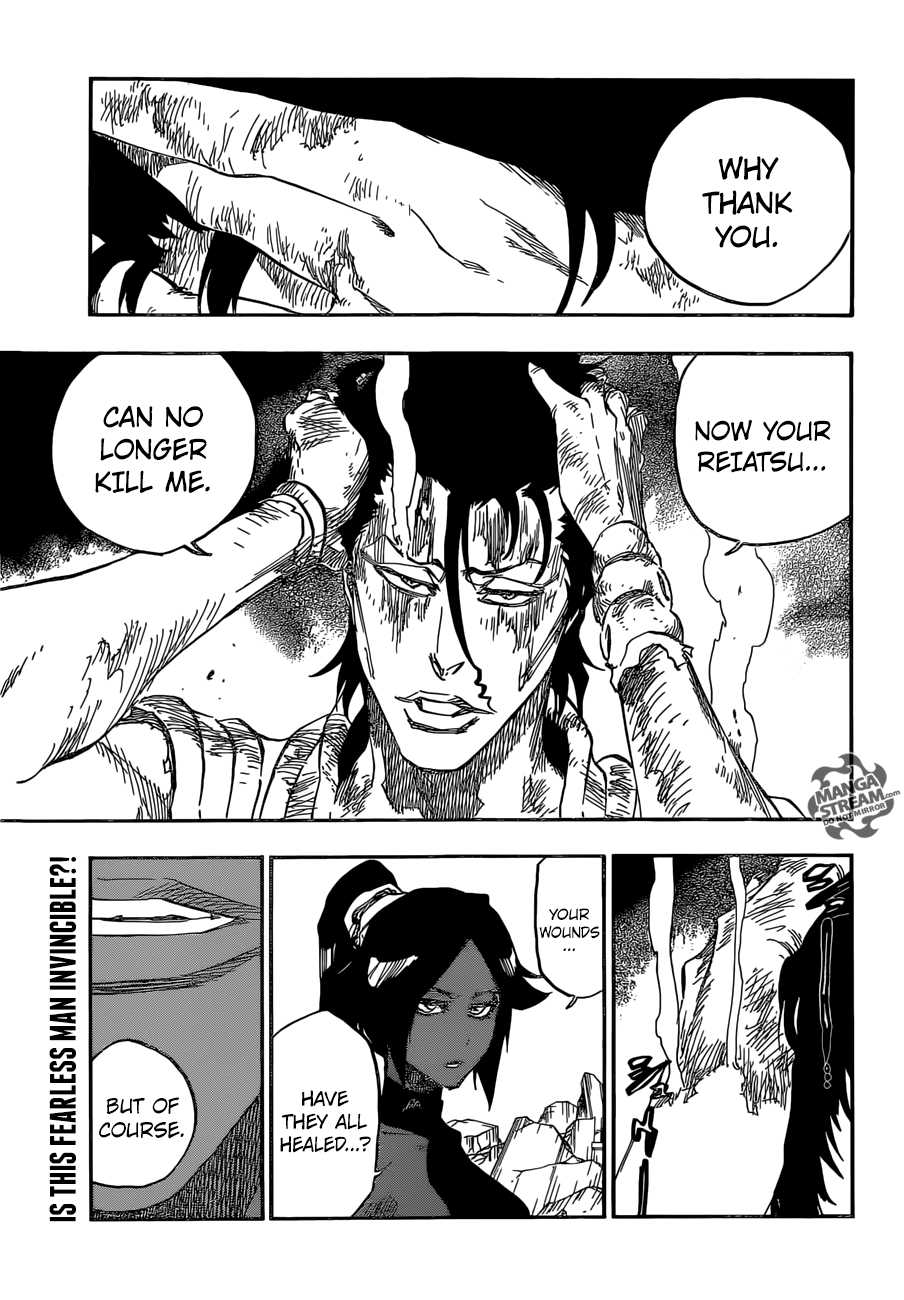 WHY
THANK
YOU.
NOW YOUR
REIATSU...
CAN NO
LONGER
KILL ME.
MANGA
STREAM.com
DO NOT MIRROR
YOUR
WOUNDS
...
HAVE
THEY ALL
HEALED...?
BUT OF
COURSE.
IS THIS FEARLESS MAN INVINCIBLE?!